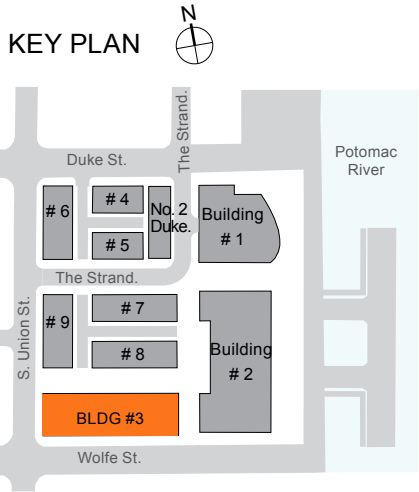 N
KEY PLAN
The Strand.
Duke St.
Potomac
River
# 6
# 4
# 5
No. 2
Duke.
Building
# 1
The Strand.
S. Union St.
# 9
# 7
# 8
Building
# 2
BLDG #3
Wolfe St.